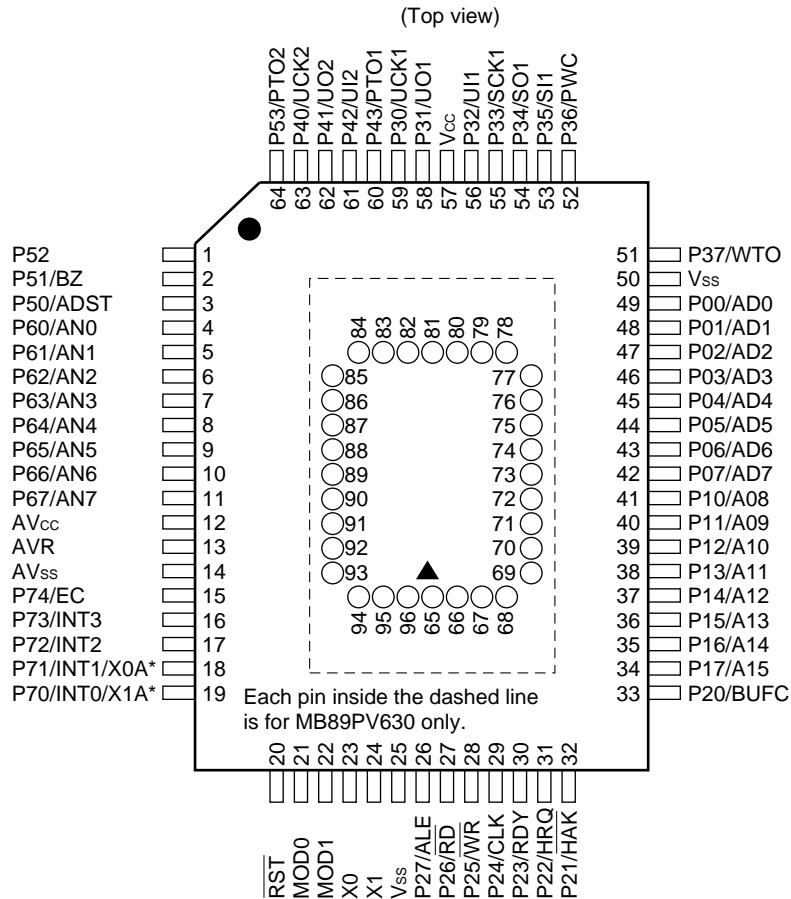 (Top view)
P53/PTO2
P40/UCK2
P41/UO2
P42/UI2
P43/PTO1
P30/UCK1
P31/UO1
Vcc
P32/UI1
P33/SCK1
P34/SO1
P35/SI1
P36/PWC
64 63 62 61 60 59 58 57 56 55 54 53 52
P52 1
P51/BZ 2
P50/ADST 3
P60/AN0 4
P61/AN1 5
P62/AN2 6
P63/AN3 7
P64/AN4 8
P65/AN5 9
P66/AN6 10
P67/AN7 11
AVcc 12
AVR 13
AVss 14
P74/EC 15
P73/INT3 16
P72/INT2 17
P71/INT1/X0A* 18
P70/INT0/X1A* 19
84 83 82 81 80 79 78
85 77
86 76
87 75
88 74
89 73
90 72
91 71
92 70
93 69
94 95 96 65 66 67 68
51 P37/WTO
50 Vss
49 P00/AD0
48 P01/AD1
47 P02/AD2
46 P03/AD3
45 P04/AD4
44 P05/AD5
43 P06/AD6
42 P07/AD7
41 P10/A08
40 P11/A09
39 P12/A10
38 P13/A11
37 P14/A12
36 P15/A13
35 P16/A14
34 P17/A15
33 P20/BUFC
Each pin inside the dashed line
is for MB89PV630 only.
20 21 22 23 24 25 26 27 28 29 30 31 32
RST
MOD0
MOD1
X0
X1
Vss
P27/ALE
P26/RD
P25/WR
P24/CLK
P23/RDY
P22/HRQ
P21/HAK